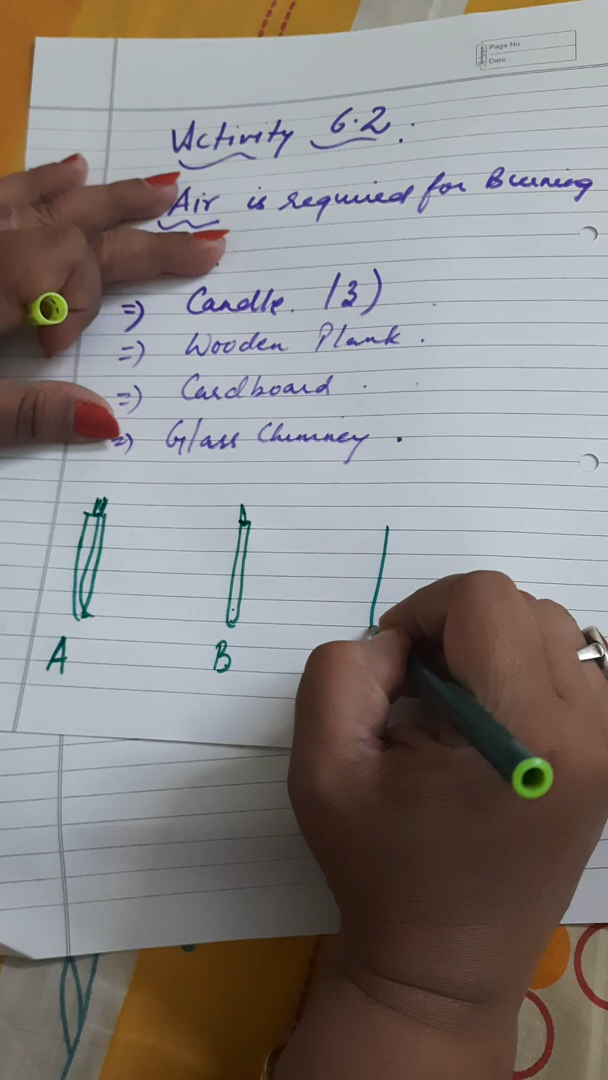 Page No.
Date:
Activity 6.2.
Air is required for Burning
=) Candle. (3)
=) Wooden Plank.
=) Cardboard.
=) Glass Chimney.
A
B